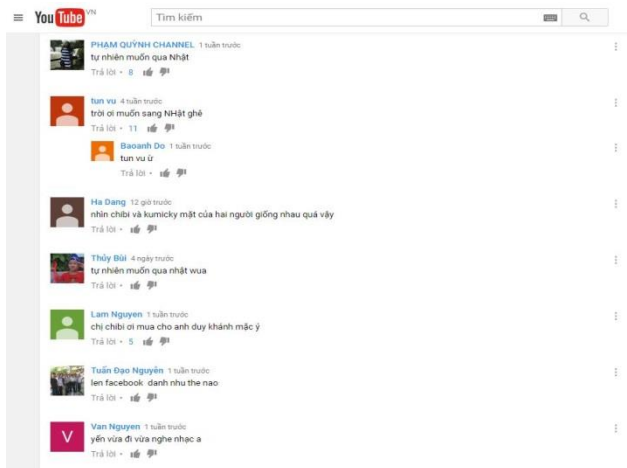 YouTube VN
Tìm kiếm
PHẠM QUỲNH CHANNEL 1 tuần trước
tự nhiên muốn qua Nhật
Trả lời • 8
tun vu 4 tuần trước
trời ơi muốn sang NHật ghê
Trả lời • 11
Baoanh Do 1 tuần trước
tun vu ừ
Trả lời •
Ha Dang 12 giờ trước
nhìn chibi và kumicky mặt của hai người giống nhau quá vậy
Trả lời •
Thủy Bùi 4 ngày trước
tự nhiên muốn qua nhật wua
Trả lời •
Lam Nguyen 1 tuần trước
chị chibi ơi mua cho anh duy khánh mặc ý
Trả lời • 5
Tuấn Đạo Nguyễn 1 tuần trước
len facebook danh nhu the nao
Trả lời •
Van Nguyen 1 tuần trước
yến vừa đi vừa nghe nhạc a
Trả lời •
V